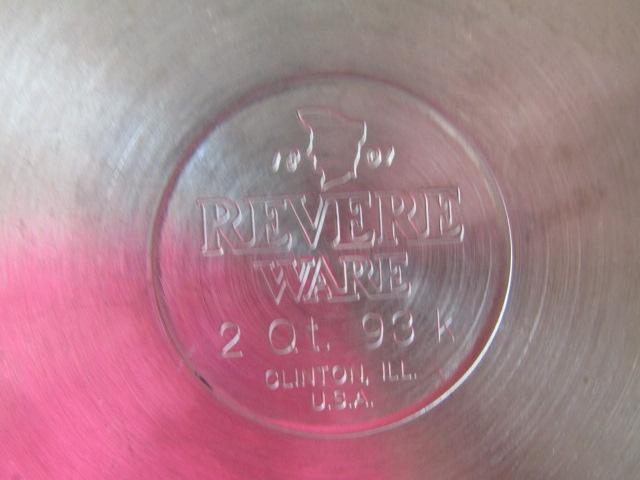 1801
REVERE
WARE
2 Qt. 93 k
CLINTON, ILL.
U.S.A.